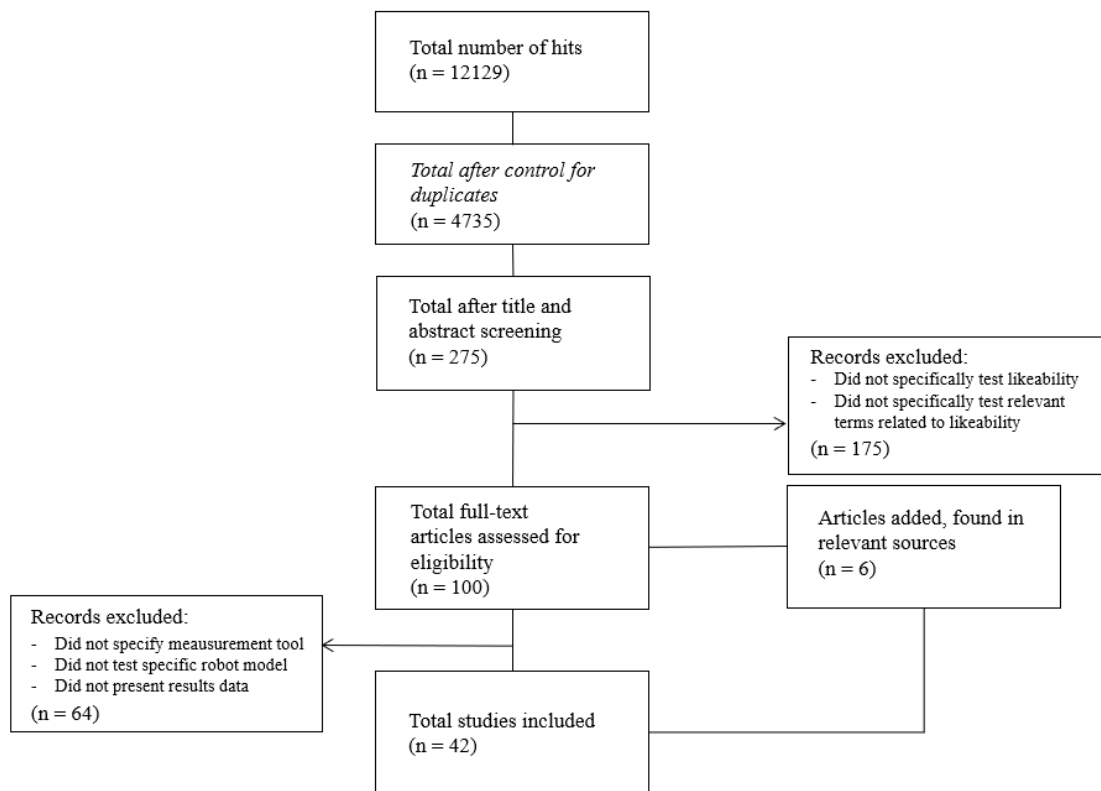 Total number of hits
(n = 12129)
Total after control for
duplicates
(n = 4735)
Total after title and
abstract screening
(n = 275)
Records excluded:
- Did not specifically test likeability
- Did not specifically test relevant
terms related to likeability
(n = 175)
Total full-text
articles assessed for
eligibility
(n = 100)
Articles added, found in
relevant sources
(n = 6)
Records excluded:
- Did not specify meausurement tool
- Did not test specific robot model
- Did not present results data
(n = 64)
Total studies included
(n = 42)